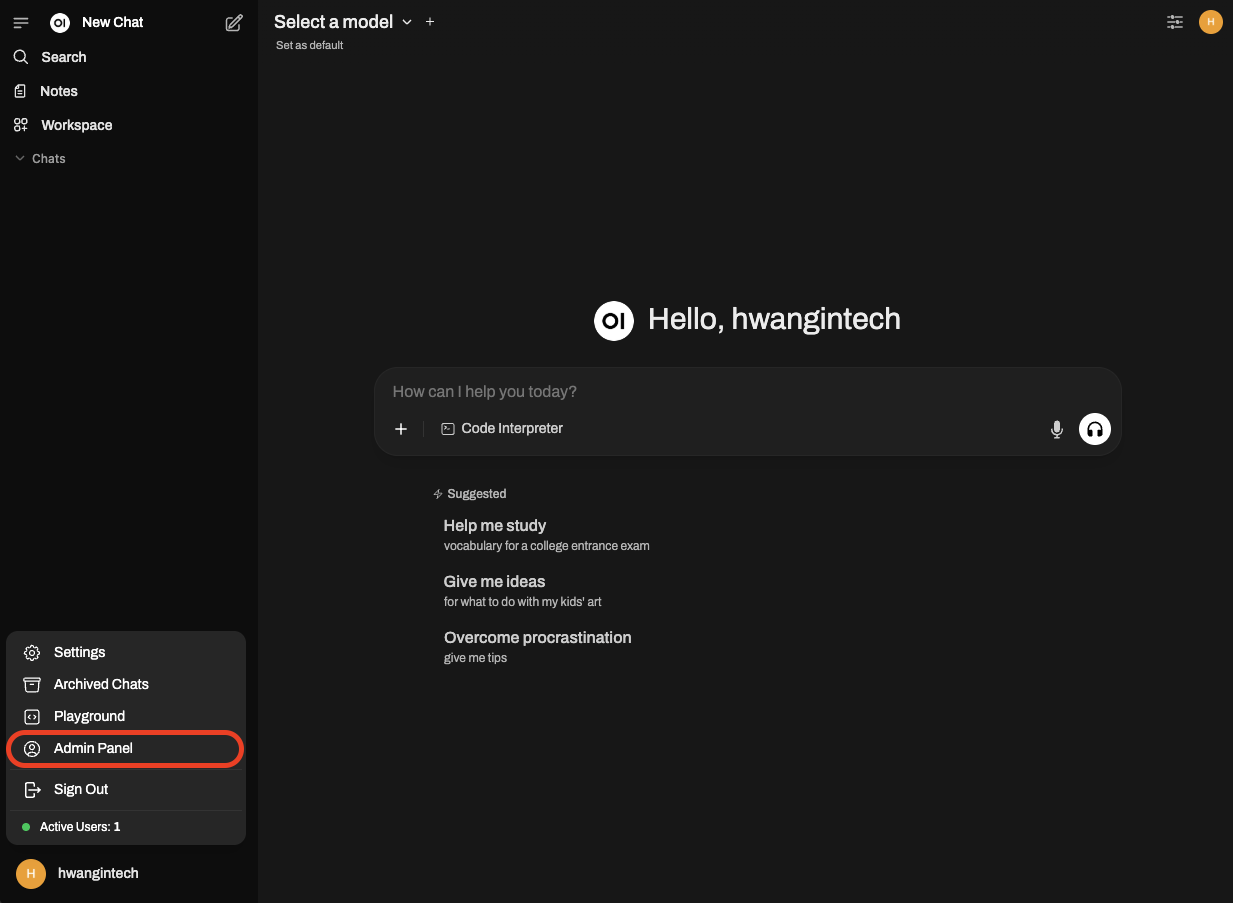 OI New Chat
Search
Notes
Workspace
Chats
Settings
Archived Chats
Playground
Admin Panel
Sign Out
Active Users: 1
H hwangintech
Select a model
Set as default
H
OI Hello, hwangintech
How can I help you today?
Code Interpreter
Suggested
Help me study
vocabulary for a college entrance exam
Give me ideas
for what to do with my kids' art
Overcome procrastination
give me tips